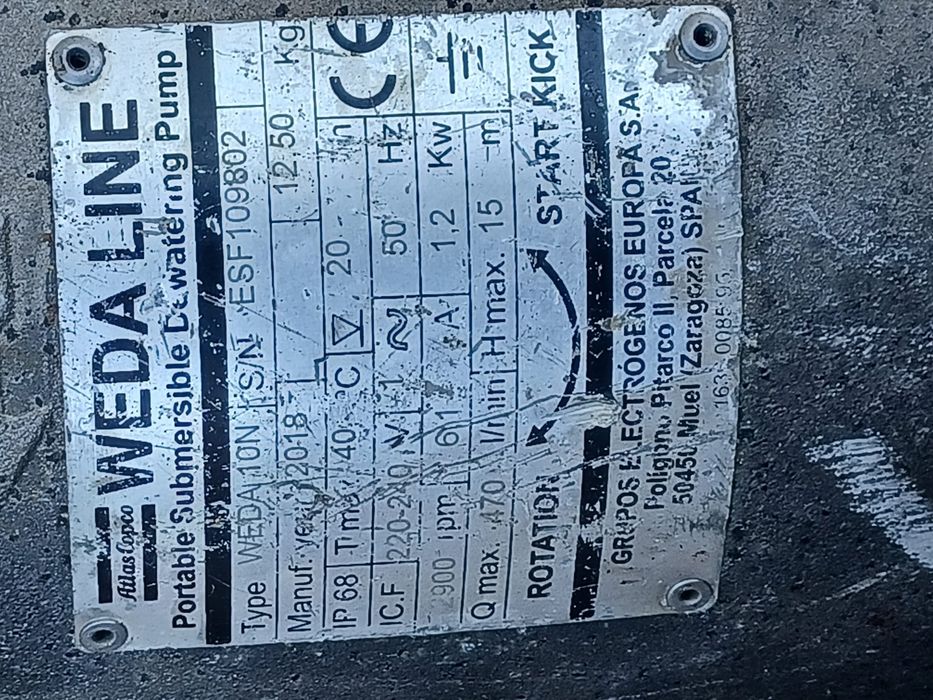 Atlas Copco WEDA LINE
Portable Submersible Dewatering Pump
Type WEDA 10N S/N ESF109802
Manuf. year 2018 12.50 kg
IP 68 T max 40 °C 20 m
I.C.F 220-240 V 1 50 Hz CE
2900 rpm 6.1 A 1,2 Kw
Q max. 470 l/min H max. 15 m
ROTATION START KICK
GRUPOS ELECTRÓGENOS EUROPA S.A.
Polígono Pitarco II, Parcela 20
50450 Muel (Zaragoza) SPAIN